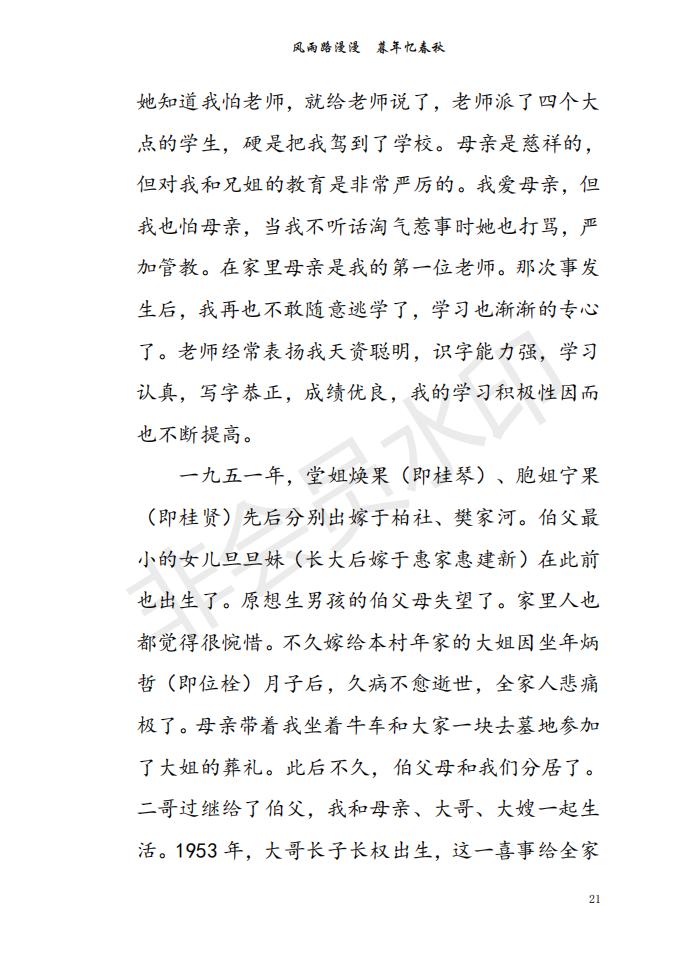 风雨路漫漫　暮年忆春秋
她知道我怕老师，就给老师说了，老师派了四个大
点的学生，硬是把我驾到了学校。母亲是慈祥的，
但对我和兄姐的教育是非常严厉的。我爱母亲，但
我也怕母亲，当我不听话淘气惹事时她也打骂，严
加管教。在家里母亲是我的第一位老师。那次事发
生后，我再也不敢随意逃学了，学习也渐渐的专心
了。老师经常表扬我天资聪明，识字能力强，学习
认真，写字恭正，成绩优良，我的学习积极性因而
也不断提高。
一九五一年，堂姐焕果（即桂琴）、胞姐宁果
（即桂贤）先后分别出嫁于柏社、樊家河。伯父最
小的女儿旦旦妹（长大后嫁于惠家惠建新）在此前
也出生了。原想生男孩的伯父母失望了。家里人也
都觉得很惋惜。不久嫁给本村年家的大姐因坐年炳
哲（即位栓）月子后，久病不愈逝世，全家人悲痛
极了。母亲带着我坐着牛车和大家一块去墓地参加
了大姐的葬礼。此后不久，伯父母和我们分居了。
二哥过继给了伯父，我和母亲、大哥、大嫂一起生
活。1953 年，大哥长子长权出生，这一喜事给全家
21
非会员水印